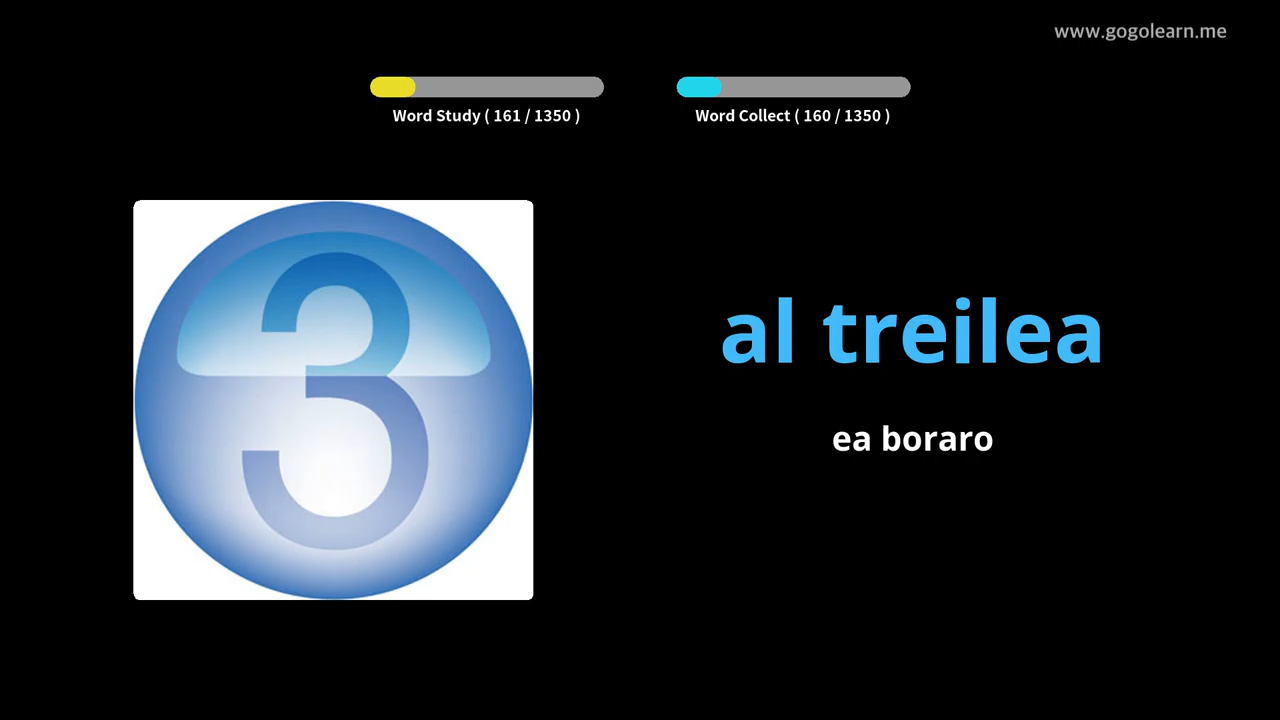 www.gogolearn.me
Word Study ( 161 / 1350 )
Word Collect ( 160 / 1350 )
3
al treilea
ea boraro